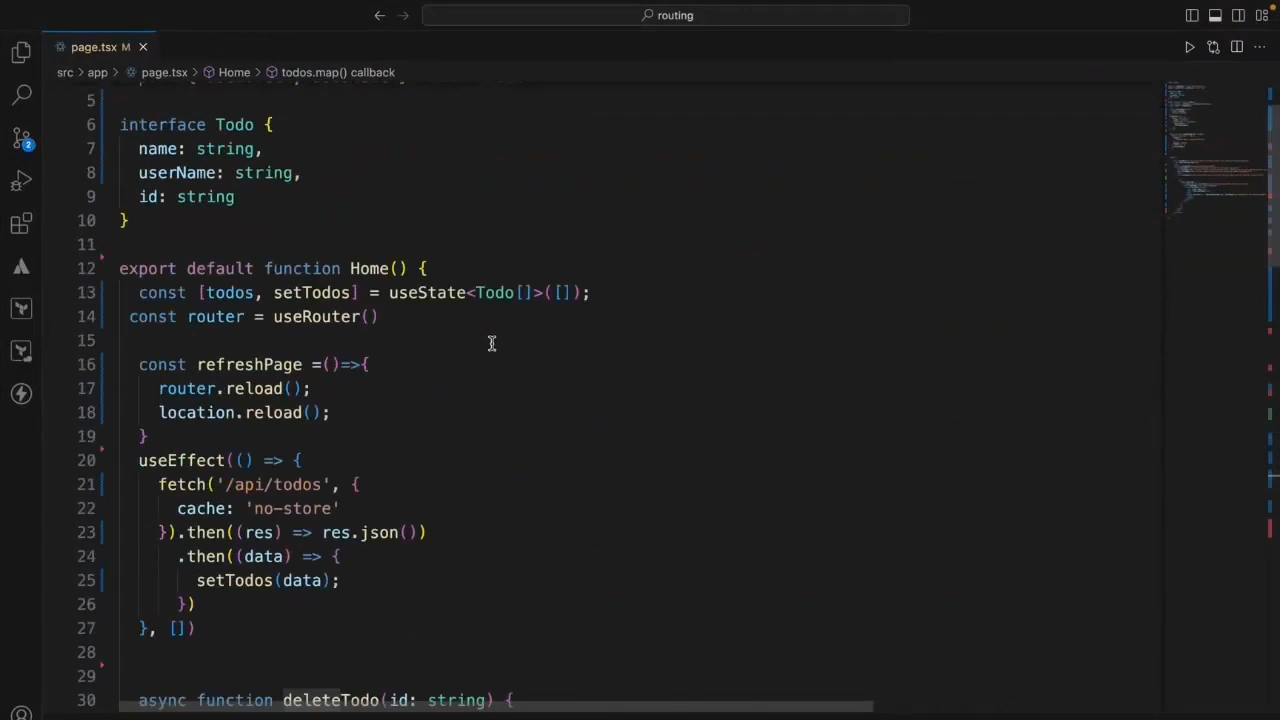 routing
page.tsx M
src › app › page.tsx › Home › todos.map() callback
5
6 interface Todo {
7 name: string,
8 userName: string,
9 id: string
10 }
11
12 export default function Home() {
13 const [todos, setTodos] = useState<Todo[]>([]);
14 const router = useRouter()
15
16 const refreshPage =()=>{
17 router.reload();
18 location.reload();
19 }
20 useEffect(() => {
21 fetch('/api/todos', {
22 cache: 'no-store'
23 }).then((res) => res.json())
24 .then((data) => {
25 setTodos(data);
26 })
27 }, [])
28
29
30 async function deleteTodo(id: string) {
2